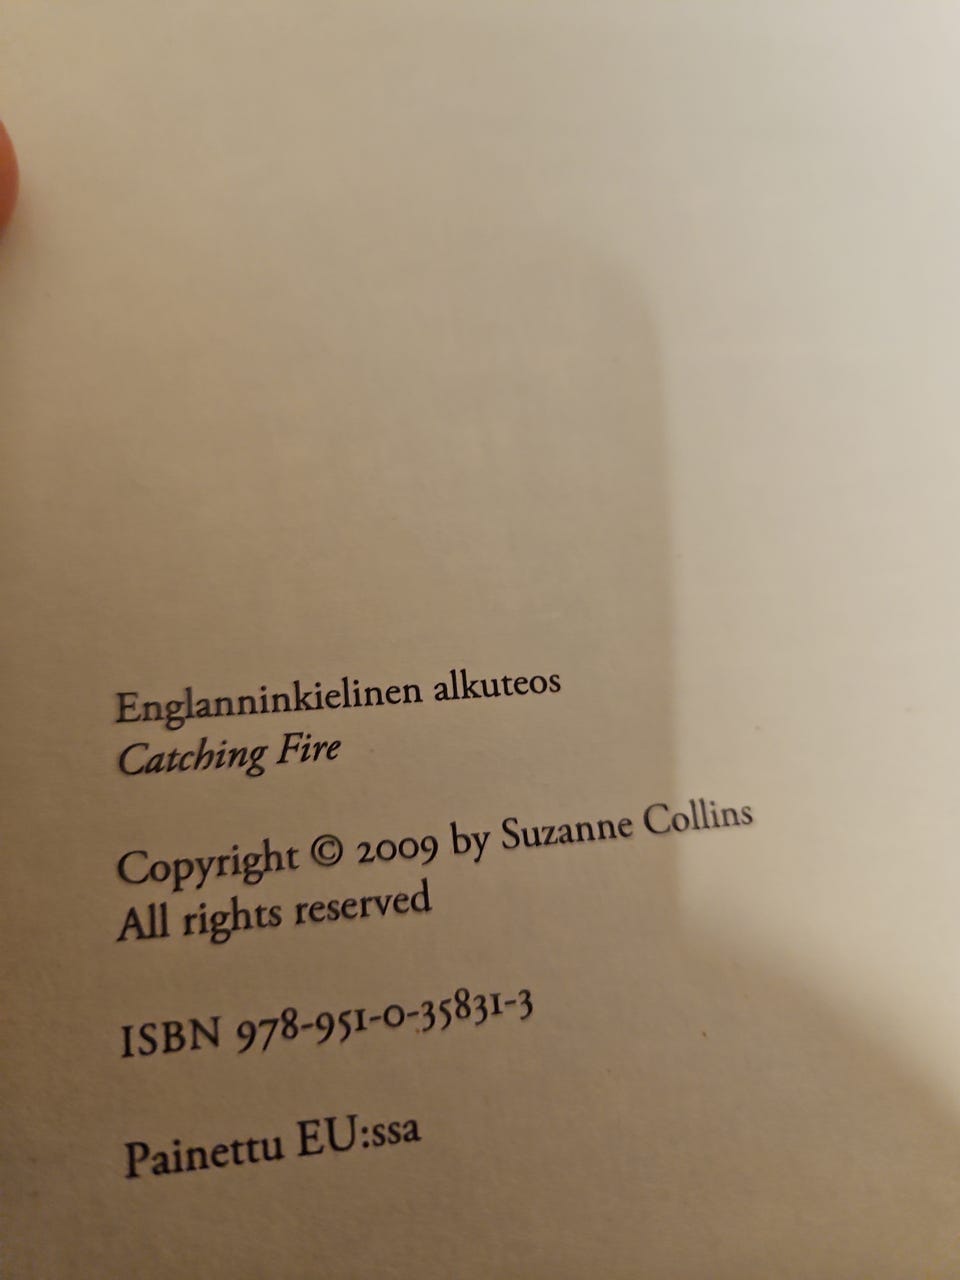 Englanninkielinen alkuteos
Catching Fire
Copyright © 2009 by Suzanne Collins
All rights reserved
ISBN 978-951-0-35831-3
Painettu EU:ssa